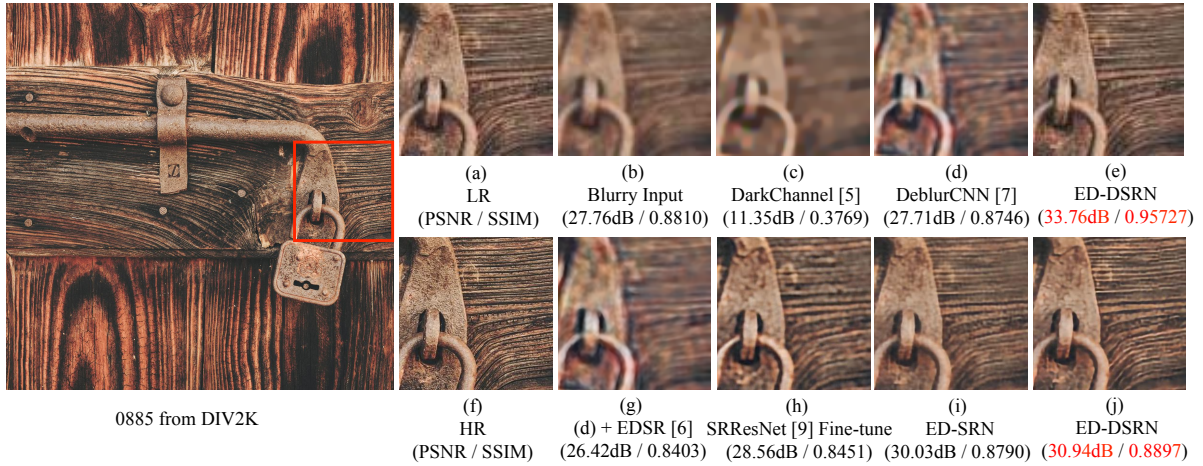 (a)
LR
(PSNR / SSIM)
(b)
Blurry Input
(27.76dB / 0.8810)
(c)
DarkChannel [5]
(11.35dB / 0.3769)
(d)
DeblurCNN [7]
(27.71dB / 0.8746)
(e)
ED-DSRN
(33.76dB / 0.95727)
0885 from DIV2K
(f)
HR
(PSNR / SSIM)
(g)
(d) + EDSR [6]
(26.42dB / 0.8403)
(h)
SRResNet [9] Fine-tune
(28.56dB / 0.8451)
(i)
ED-SRN
(30.03dB / 0.8790)
(j)
ED-DSRN
(30.94dB / 0.8897)